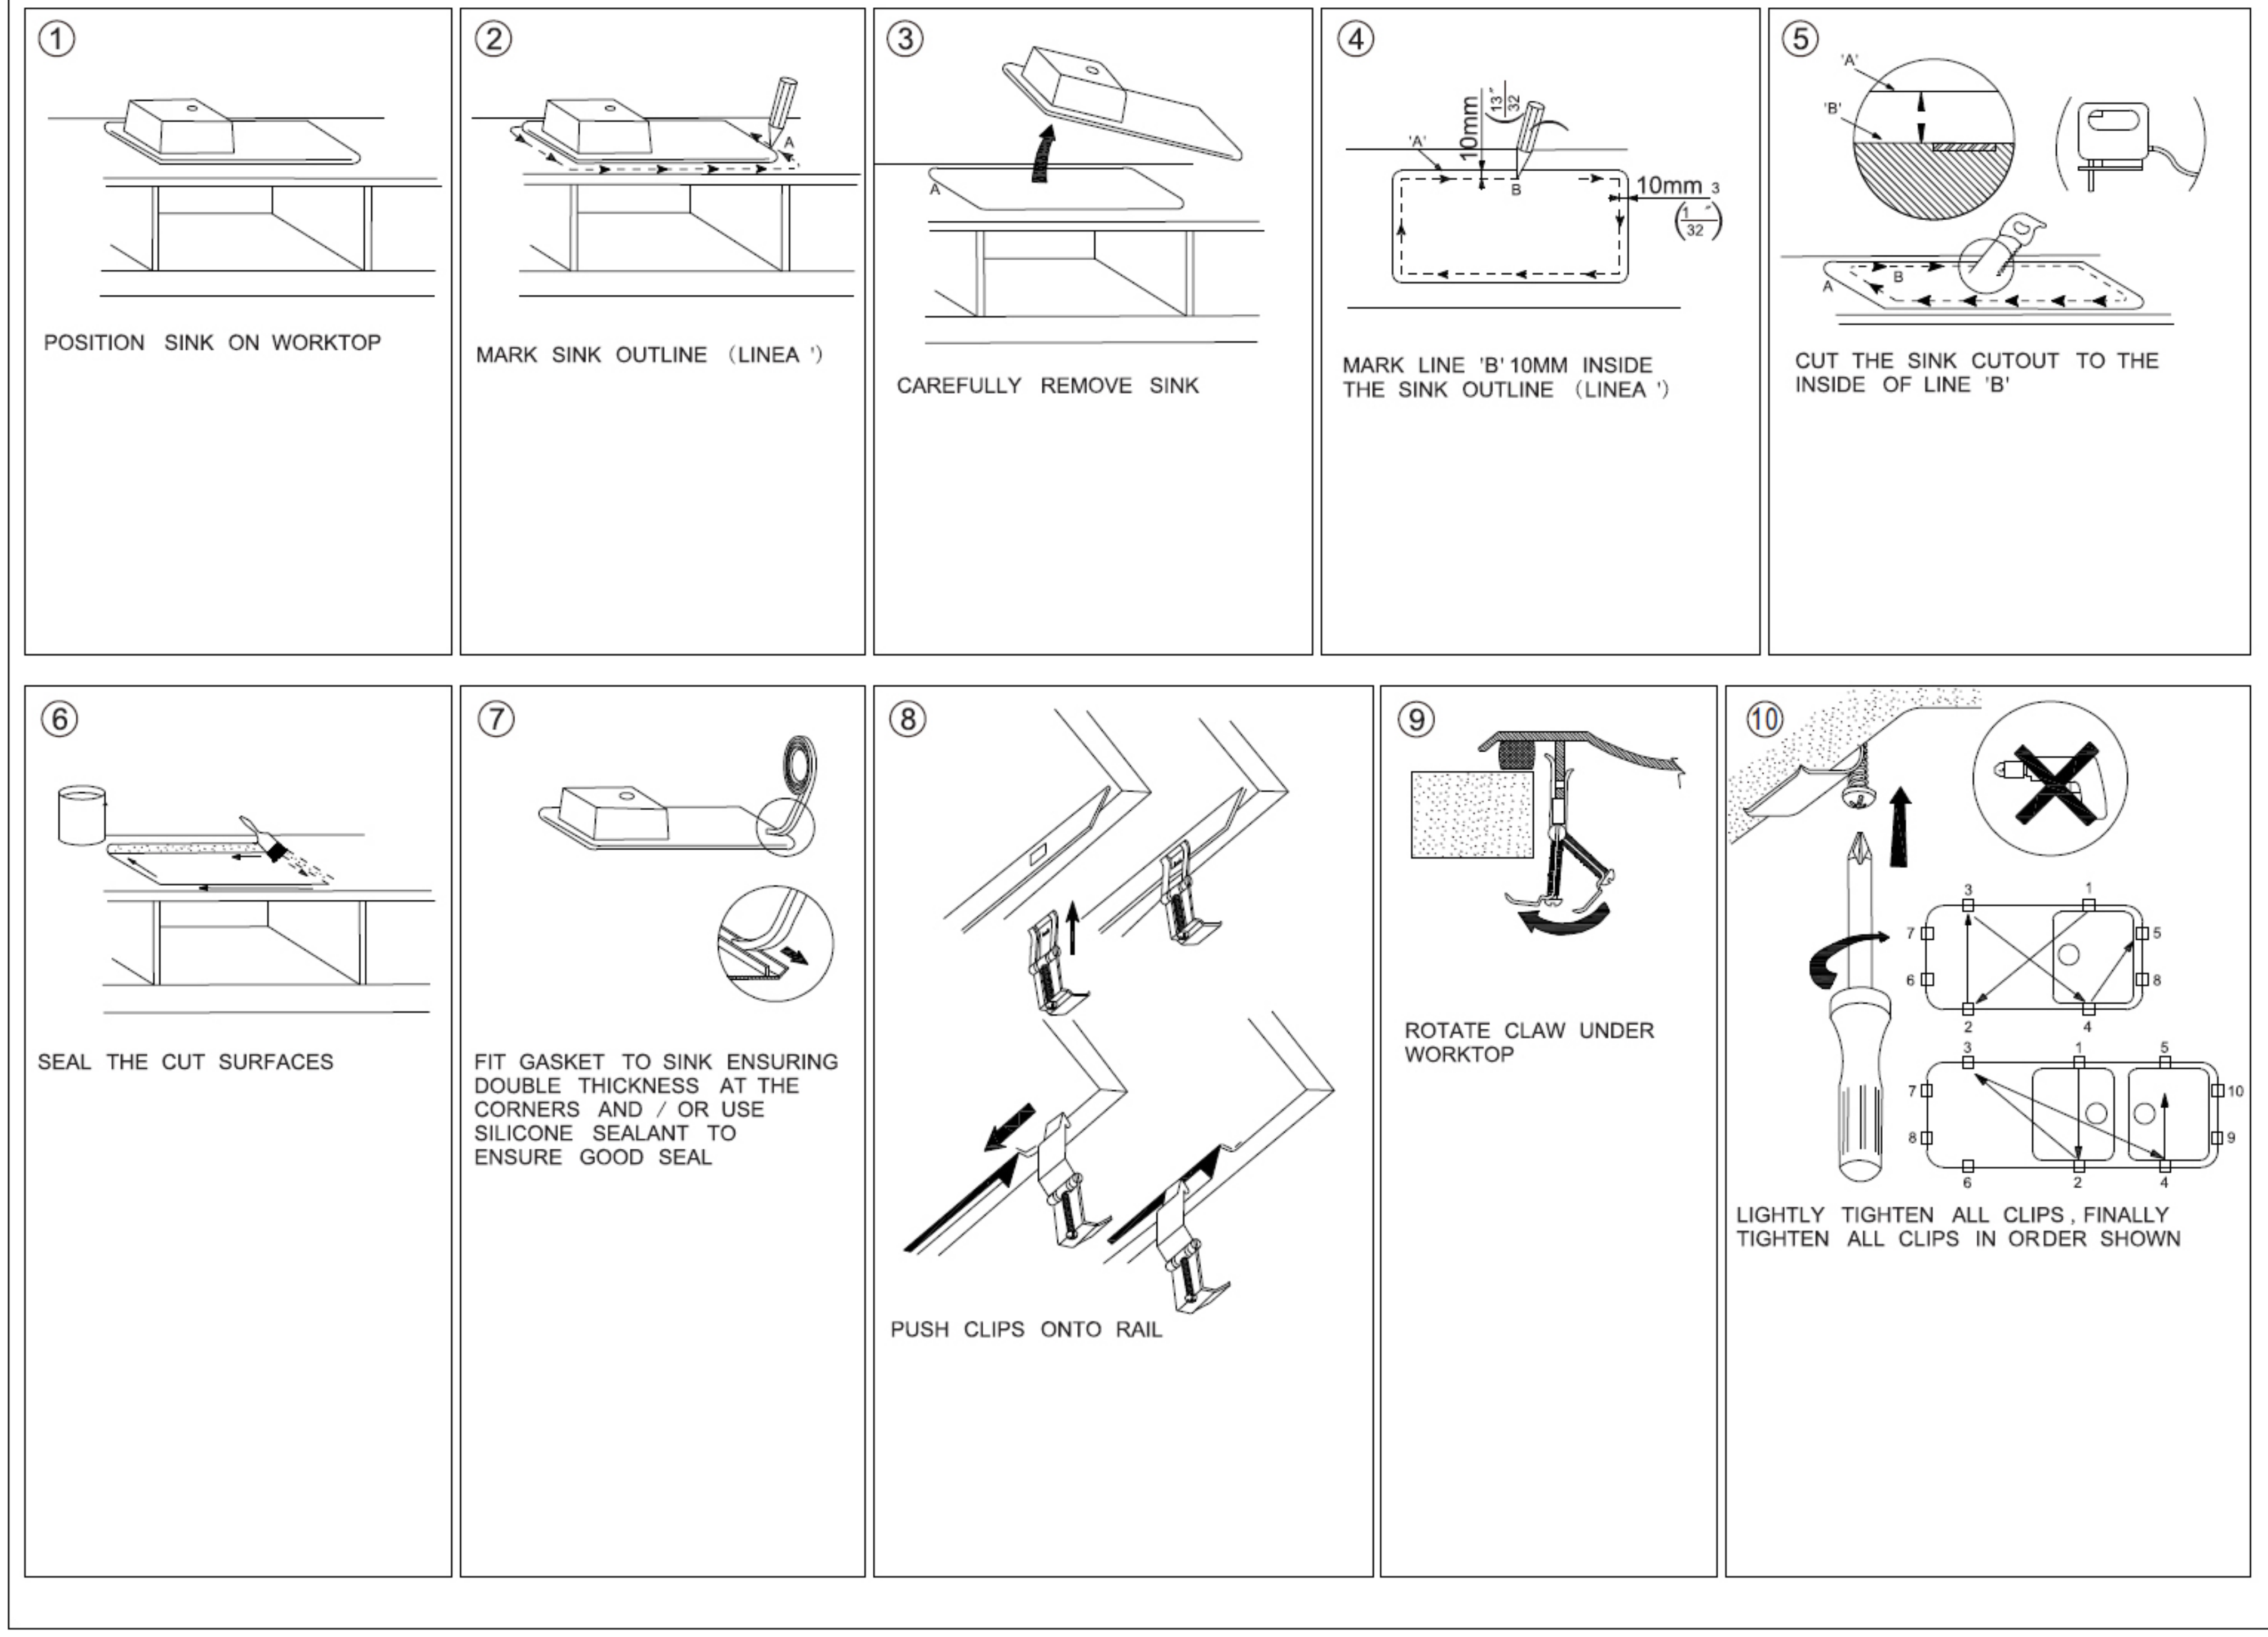 ①
POSITION SINK ON WORKTOP
②
A
MARK SINK OUTLINE (LINEA ')
③
A
CAREFULLY REMOVE SINK
④
10mm
(13"/32)
'A'
B
10mm 3
(1"/32)
MARK LINE 'B' 10MM INSIDE
THE SINK OUTLINE (LINEA ')
⑤
'A'
'B'
B
A
CUT THE SINK CUTOUT TO THE
INSIDE OF LINE 'B'
⑥
SEAL THE CUT SURFACES
⑦
FIT GASKET TO SINK ENSURING
DOUBLE THICKNESS AT THE
CORNERS AND / OR USE
SILICONE SEALANT TO
ENSURE GOOD SEAL
⑧
PUSH CLIPS ONTO RAIL
⑨
ROTATE CLAW UNDER
WORKTOP
⑩
3 1
7 5
6 8
2 4
3 1 5
7 10
8 9
6 2 4
LIGHTLY TIGHTEN ALL CLIPS , FINALLY
TIGHTEN ALL CLIPS IN ORDER SHOWN